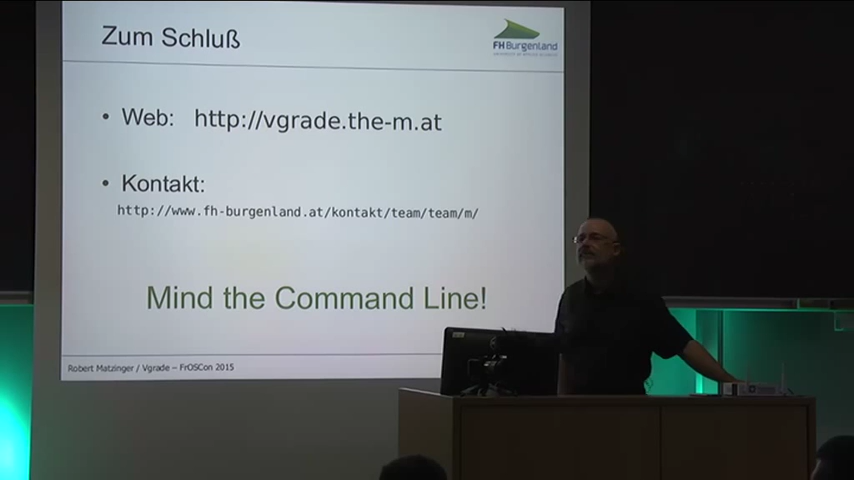 Zum Schluß
FH Burgenland
• Web: http://vgrade.the-m.at
• Kontakt:
http://www.fh-burgenland.at/kontakt/team/team/m/
Mind the Command Line!
Robert Matzinger / Vgrade – FrOSCon 2015